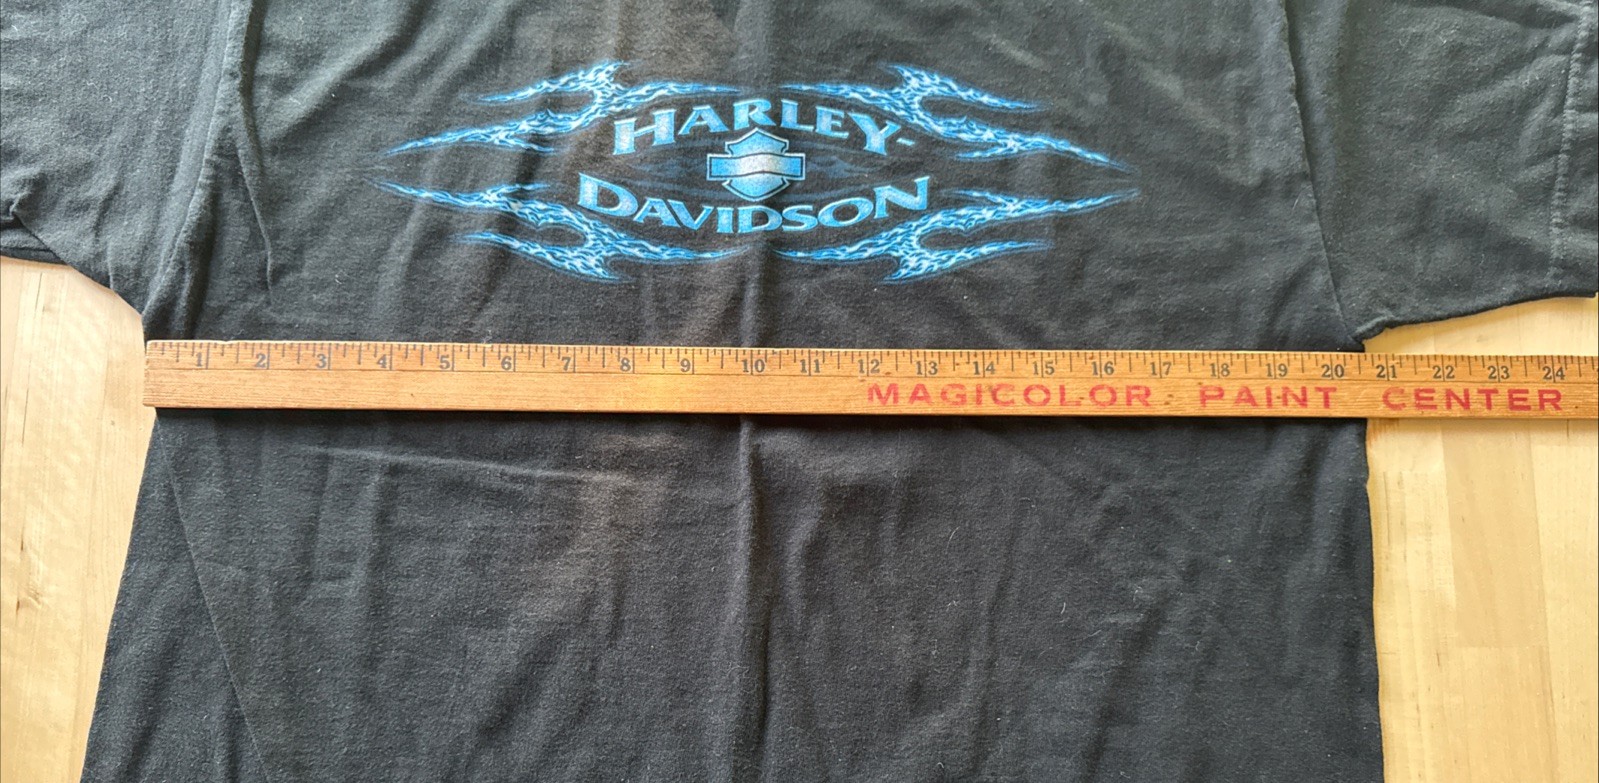 HARLEY-
DAVIDSON
1 2 3 4 5 6 7 8 9 10 11 12 13 14 15 16 17 18 19 20 21 22 23 24
MAGICOLOR PAINT CENTER